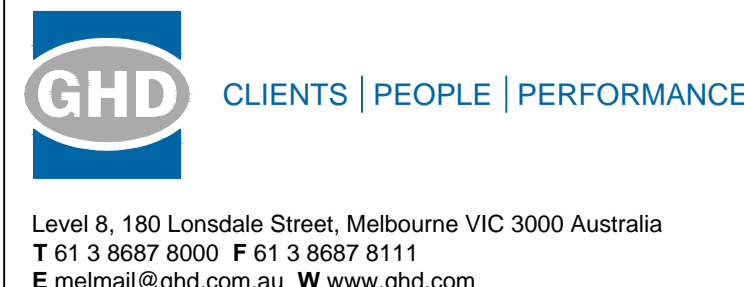 GHD
CLIENTS | PEOPLE | PERFORMANCE
Level 8, 180 Lonsdale Street, Melbourne VIC 3000 Australia
T 61 3 8687 8000 F 61 3 8687 8111
E melmail@ghd.com.au W www.ghd.com